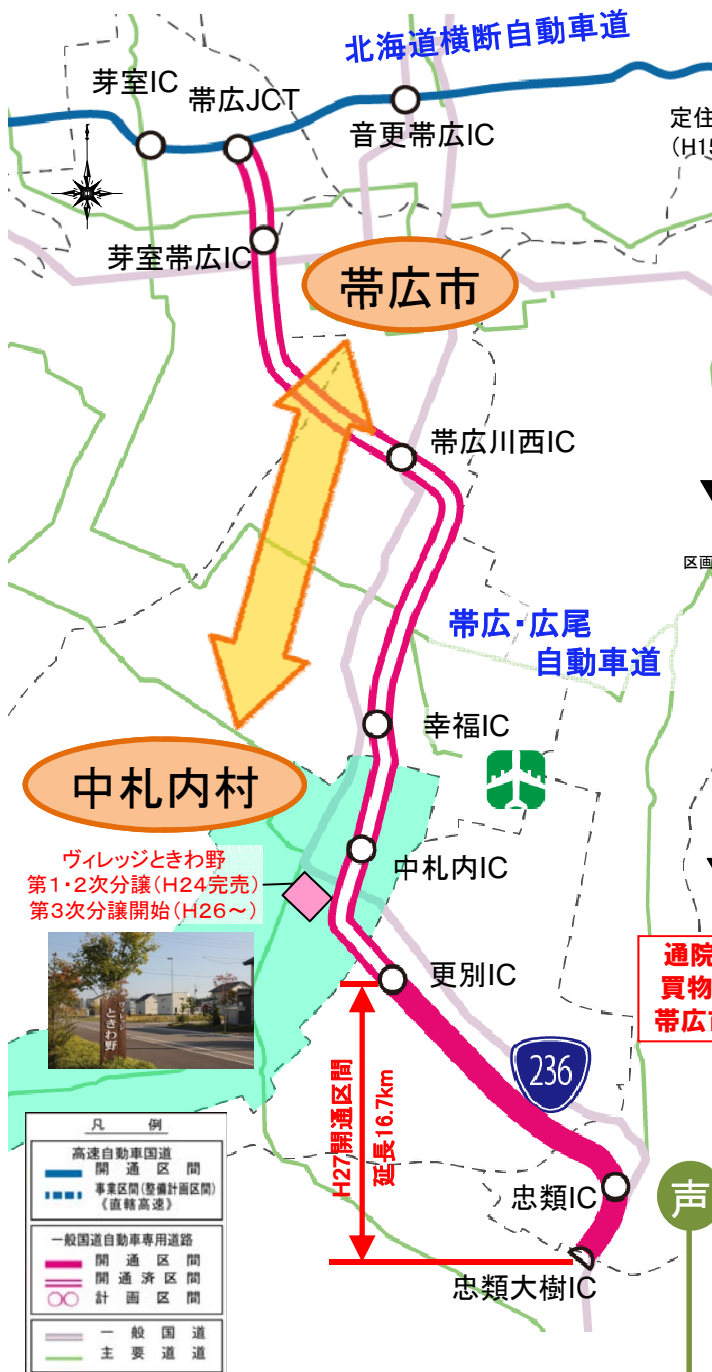 北海道横断自動車道
芽室IC
帯広JCT
音更帯広IC
定住
(H15
芽室帯広IC
帯広市
帯広川西IC
区画
帯広・広尾
自動車道
幸福IC
中札内村
中札内IC
ヴィレッジときわ野
第1・2次分譲(H24完売)
第3次分譲開始(H26～)
ヴィレッジ
ときわ野
更別IC
通院
買物
帯広市
236
H27開通区間
延長16.7km
忠類IC
声
忠類大樹IC
凡 例
高速自動車国道
開通区間
事業区間(整備計画区間)
《直轄高速》
一般国道自動車専用道路
開通区間
開通済区間
計画区間
一般国道
主要道道